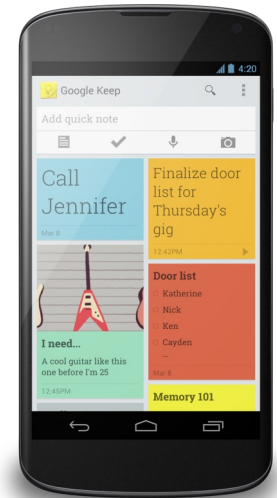 4:20
Google Keep
Add quick note
Call
Jennifer
Mar 8
Finalize door
list for
Thursday's
gig
12:42PM
I need...
A cool guitar like this
one before I'm 25
12:45PM
Door list
Katherine
Nick
Ken
Cayden
...
Mar 8
Memory 101